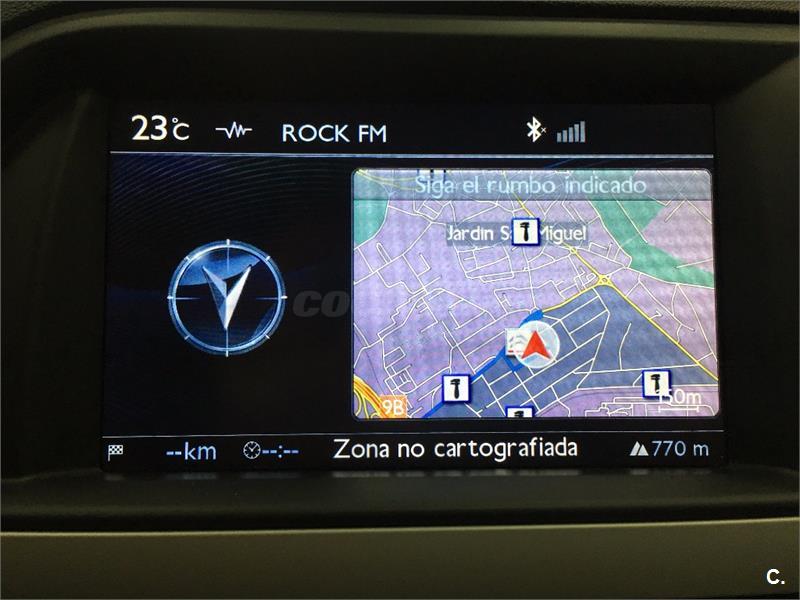 23°C ROCK FM
Siga el rumbo indicado
Jardin S Miguel
9B
150m
--km --:-- Zona no cartografiada 770 m
C.